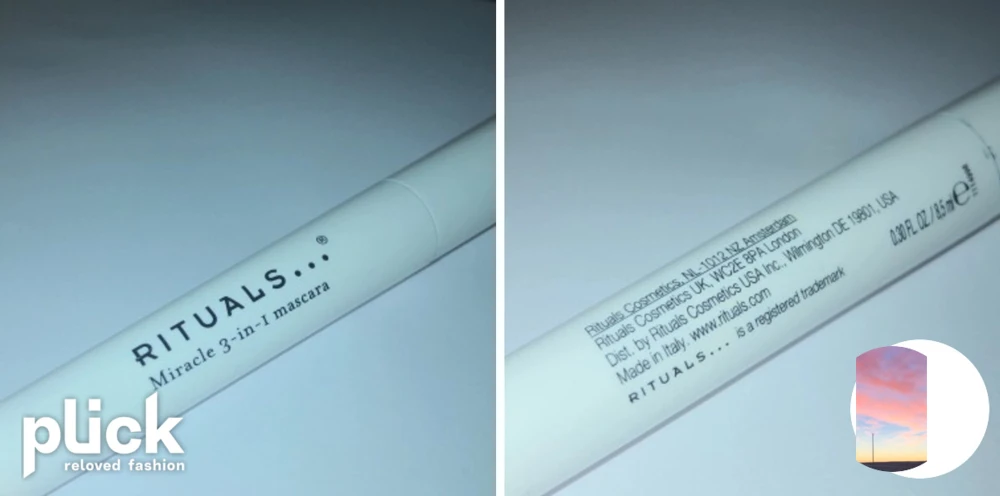 RITUALS...®
Miracle 3-in-1 mascara
plick
reloved fashion
Rituals Cosmetics, NL-1012 NZ Amsterdam
Rituals Cosmetics UK, WC2E 8PA London
Dist. by Rituals Cosmetics USA Inc., Wilmington DE 19801, USA
Made in Italy. www.rituals.com
RITUALS... is a registered trademark
0.30 FL. OZ / 8.5 ml e